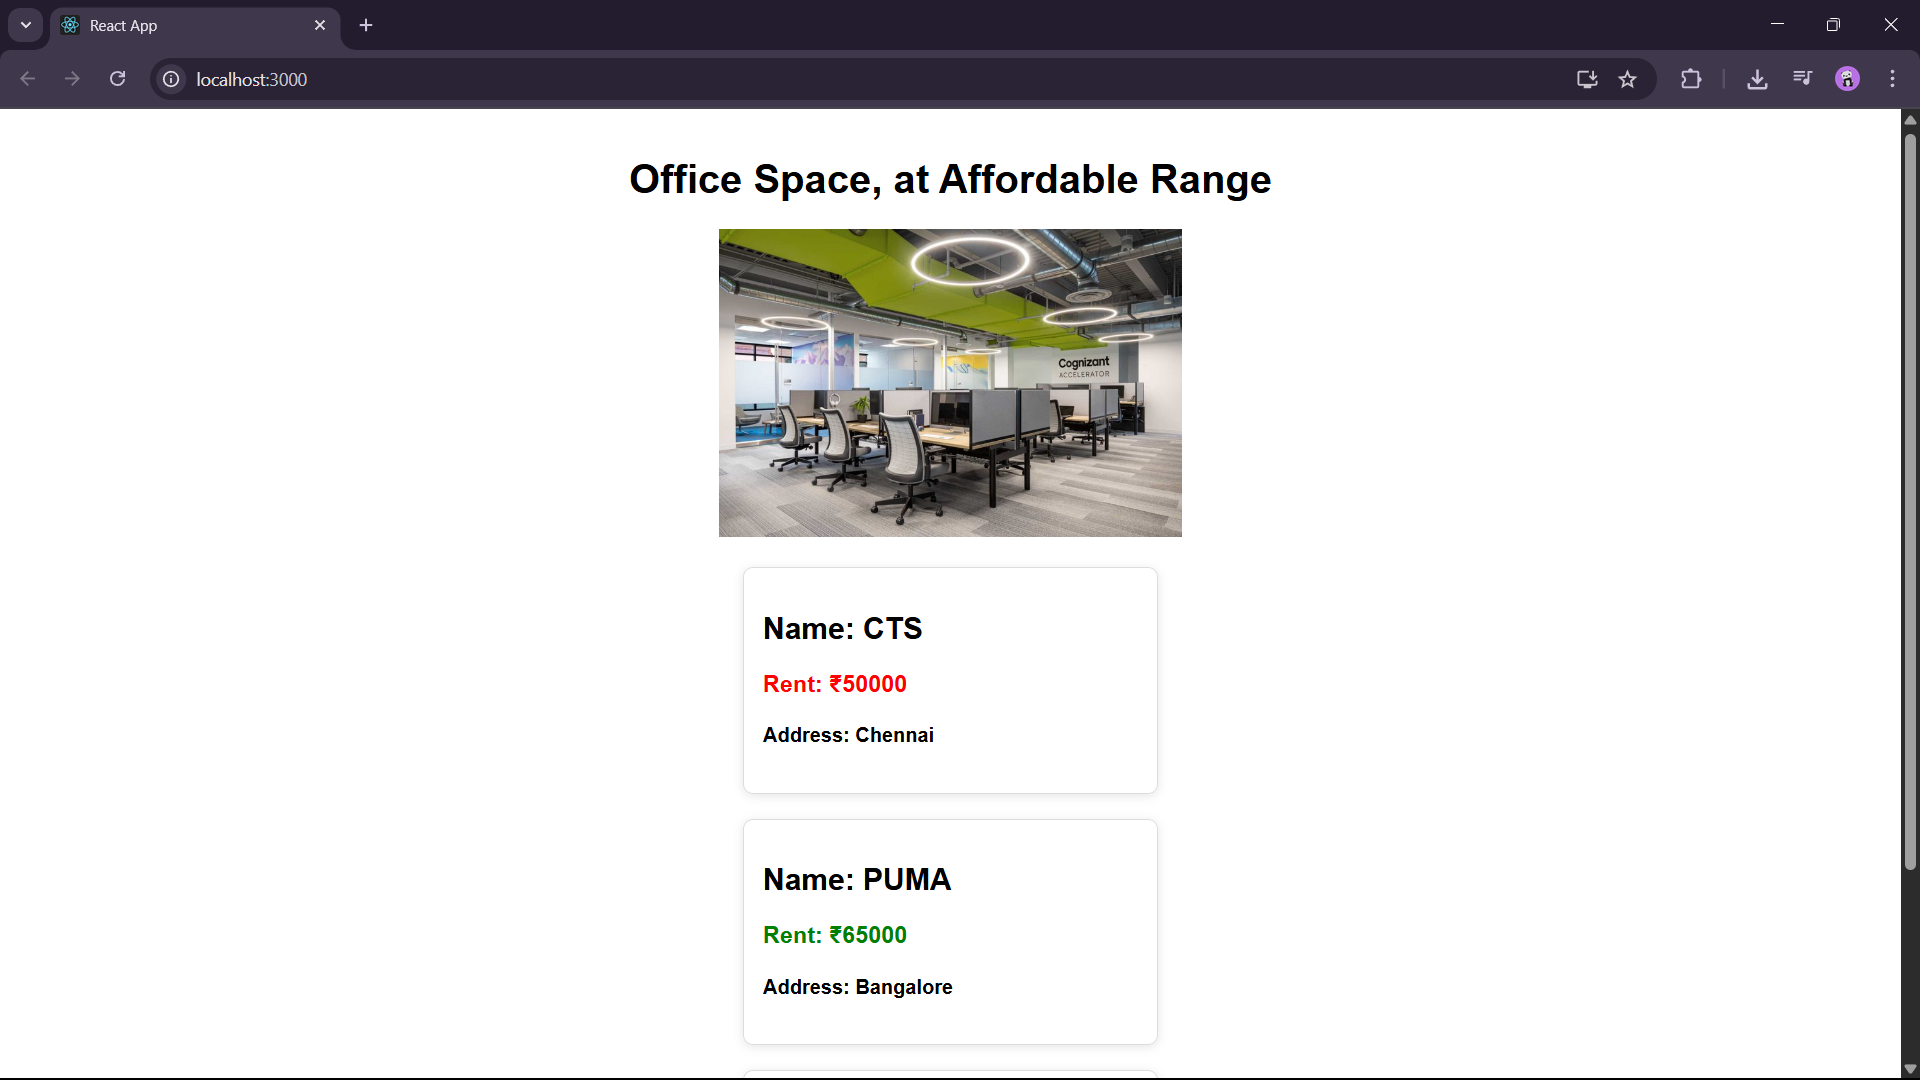 React App
localhost:3000
Office Space, at Affordable Range
Cognizant
ACCELERATOR
Name: CTS
Rent: ₹50000
Address: Chennai
Name: PUMA
Rent: ₹65000
Address: Bangalore